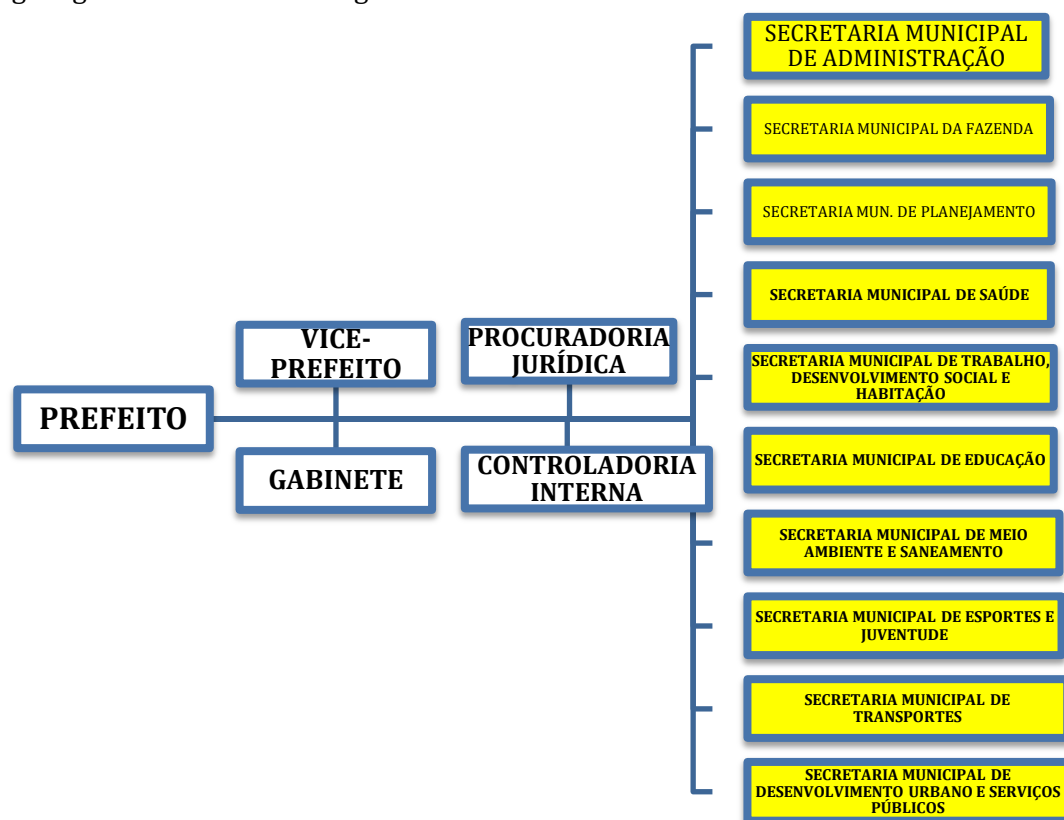 SECRETARIA MUNICIPAL
DE ADMINISTRAÇÃO
SECRETARIA MUNICIPAL DA FAZENDA
SECRETARIA MUN. DE PLANEJAMENTO
SECRETARIA MUNICIPAL DE SAÚDE
VICE-
PREFEITO
PROCURADORIA
JURÍDICA
SECRETARIA MUNICIPAL DE TRABALHO,
DESENVOLVIMENTO SOCIAL E
HABITAÇÃO
PREFEITO
GABINETE
CONTROLADORIA
INTERNA
SECRETARIA MUNICIPAL DE EDUCAÇÃO
SECRETARIA MUNICIPAL DE MEIO
AMBIENTE E SANEAMENTO
SECRETARIA MUNICIPAL DE ESPORTES E
JUVENTUDE
SECRETARIA MUNICIPAL DE
TRANSPORTES
SECRETARIA MUNICIPAL DE
DESENVOLVIMENTO URBANO E SERVIÇOS
PÚBLICOS